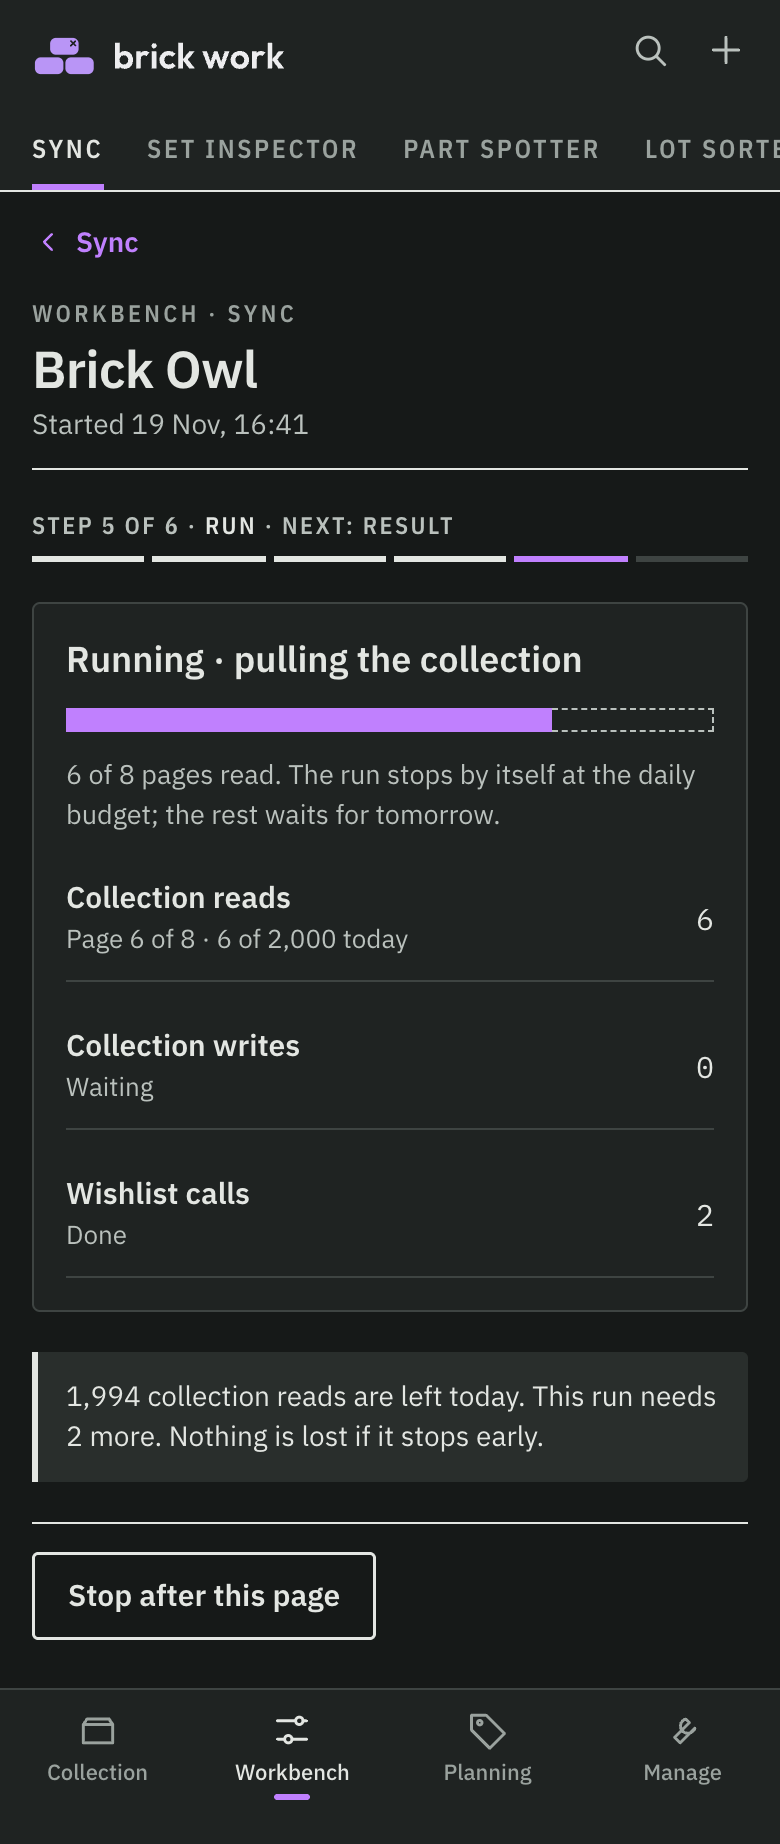 brick work
SYNC SET INSPECTOR PART SPOTTER LOT SORTE
Sync
WORKBENCH · SYNC
Brick Owl
Started 19 Nov, 16:41
STEP 5 OF 6 · RUN · NEXT: RESULT
Running · pulling the collection
6 of 8 pages read. The run stops by itself at the daily
budget; the rest waits for tomorrow.
Collection reads
Page 6 of 8 · 6 of 2,000 today
6
Collection writes
Waiting
0
Wishlist calls
Done
2
1,994 collection reads are left today. This run needs
2 more. Nothing is lost if it stops early.
Stop after this page
Collection Workbench Planning Manage